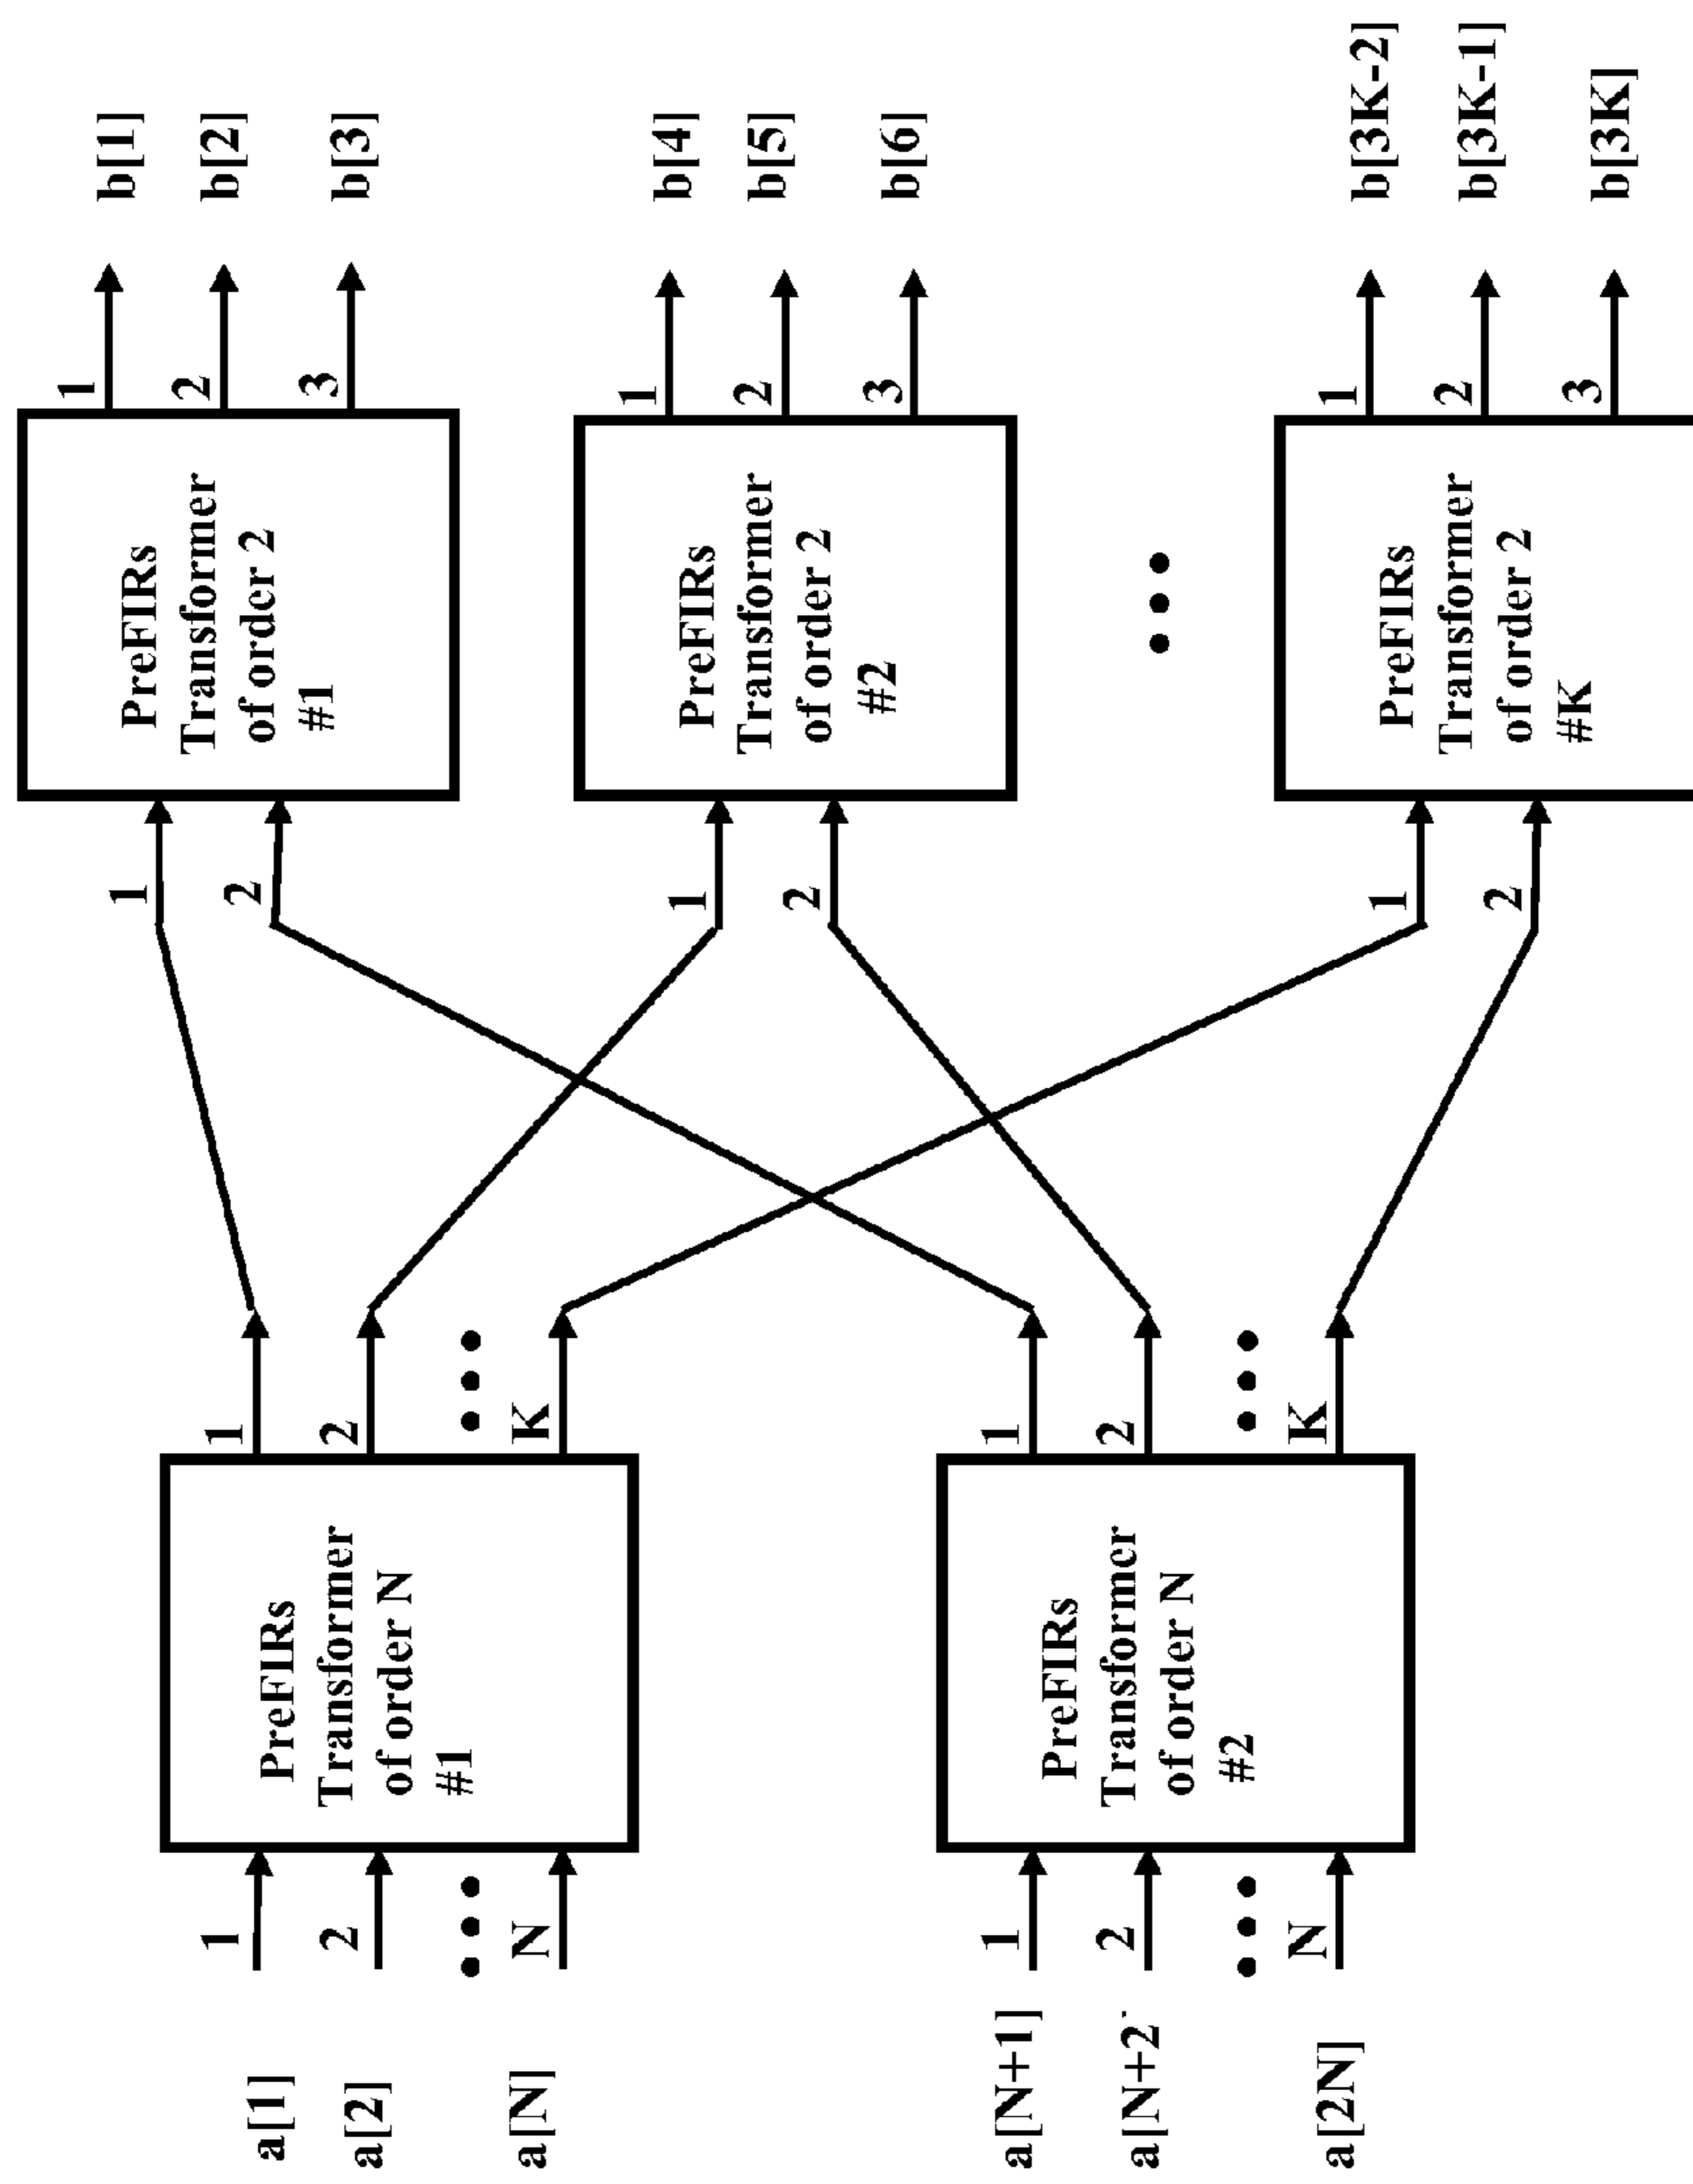 a[1]
a[2]
a[N]
1
2
N
PreFIRs
Transformer
of order N
#1
1
2
K
a[N+1]
a[N+2
a[2N]
1
2
N
PreFIRs
Transformer
of order N
#2
1
2
K
1
2
PreFIRs
Transformer
of order 2
#1
1
2
3
b[1]
b[2]
b[3]
1
2
PreFIRs
Transformer
of order 2
#2
1
2
3
b[4]
b[5]
b[6]
1
2
PreFIRs
Transformer
of order 2
#K
1
2
3
b[3K-2]
b[3K-1]
b[3K]